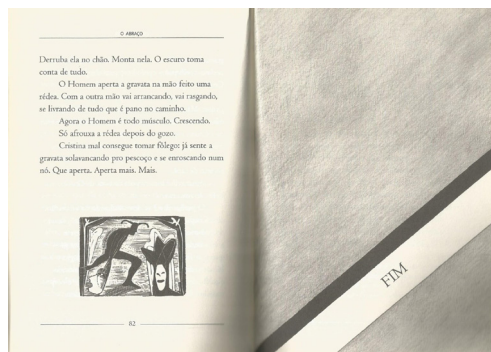 O ABRAÇO
Derruba ela no chão. Monta nela. O escuro toma
conta de tudo.
O Homem aperta a gravata na mão feito uma
rédea. Com a outra mão vai arrancando, vai rasgando,
se livrando de tudo que é pano no caminho.
Agora o Homem é todo músculo. Crescendo.
Só afrouxa a rédea depois do gozo.
Cristina mal consegue tomar fôlego: já sente a
gravata solavancando pro pescoço e se enroscando num
nó. Que aperta. Aperta mais. Mais.
82
FIM